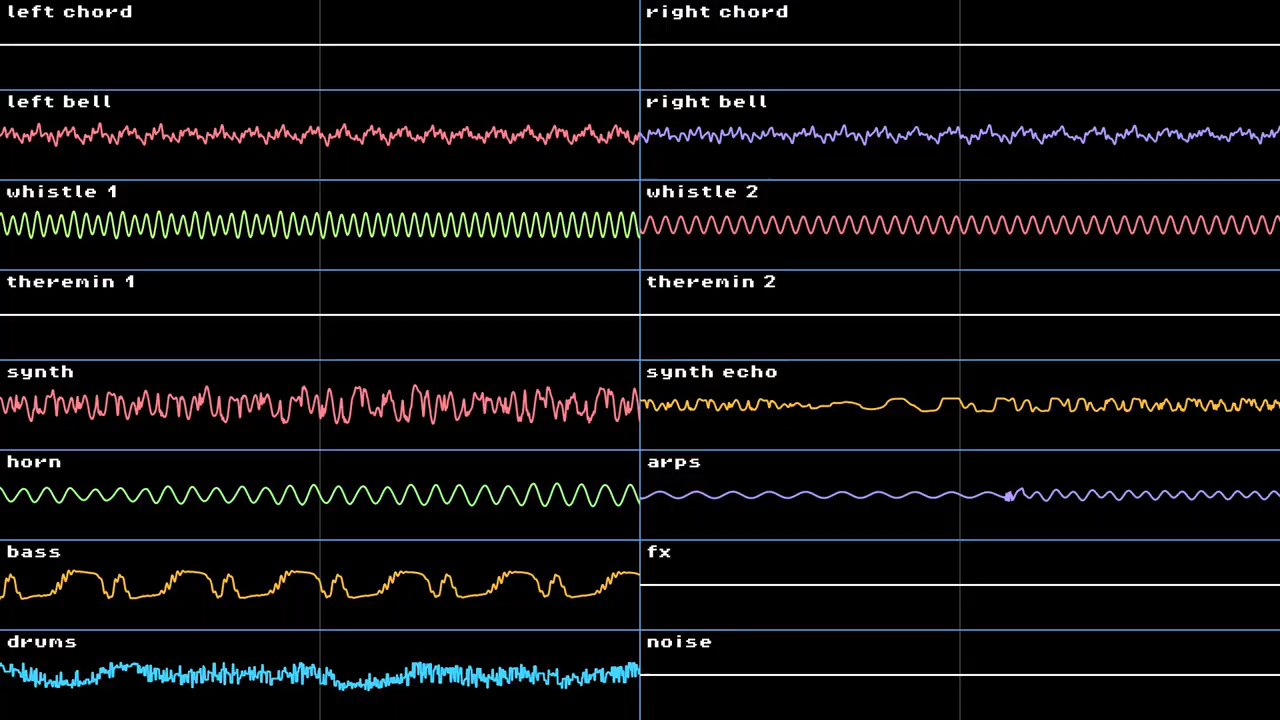 left chord
right chord
left bell
right bell
whistle 1
whistle 2
theremin 1
theremin 2
synth
synth echo
horn
arps
bass
fx
drums
noise